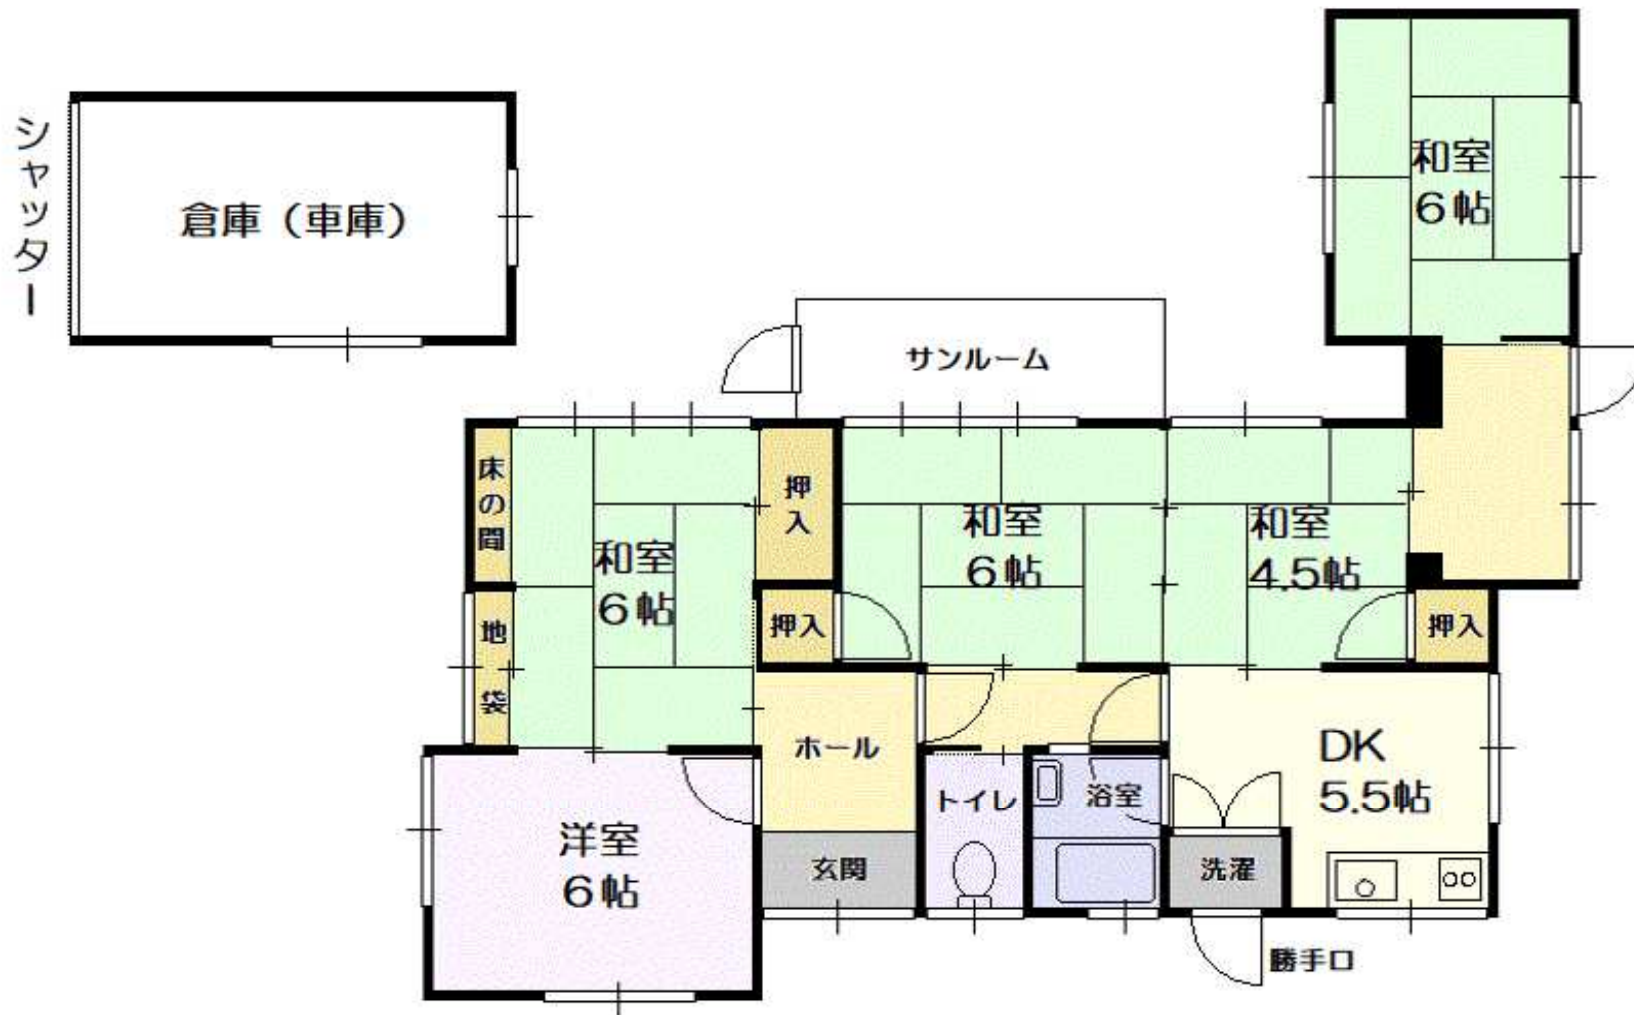 シャッター
倉庫（車庫）
和室
6帖
サンルーム
床の間
押入
和室
6帖
和室
6帖
和室
4.5帖
地袋
押入
押入
ホール
DK
5.5帖
トイレ
浴室
洋室
6帖
玄関
洗濯
勝手口